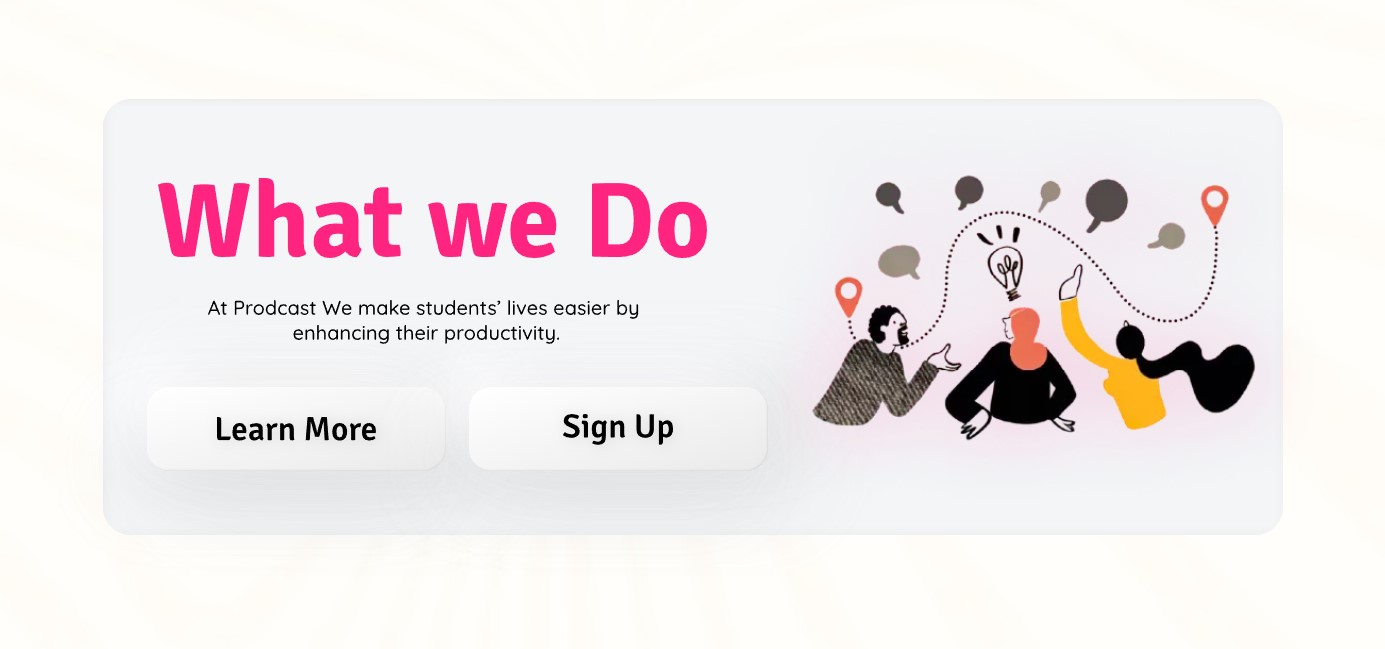 What we Do
At Prodcast We make students’ lives easier by
enhancing their productivity.
Learn More
Sign Up